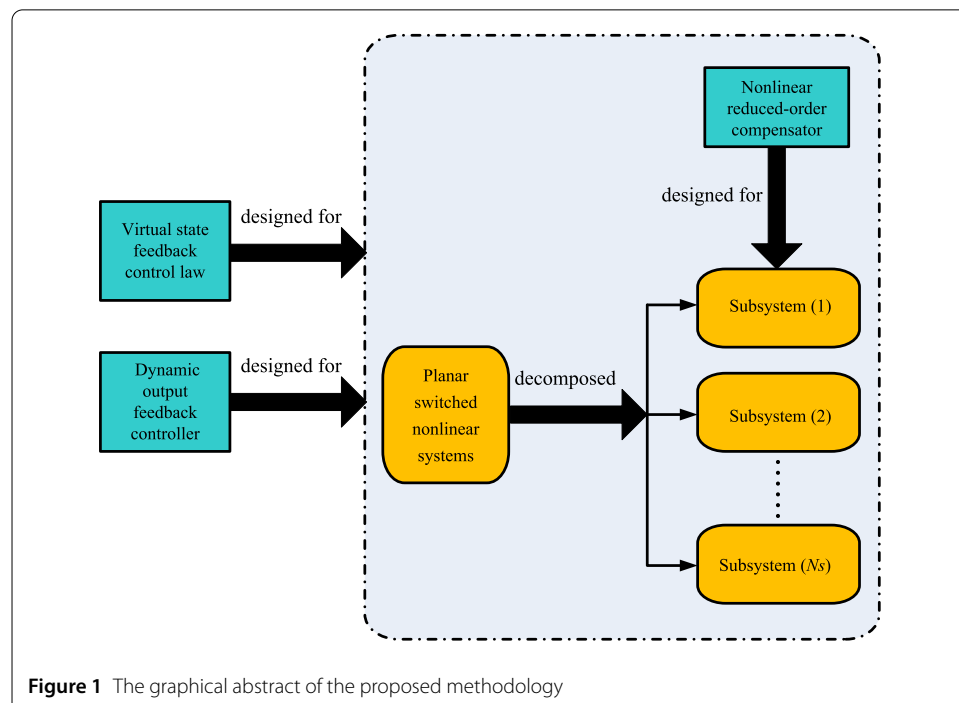 Nonlinear
reduced-order
compensator
designed for
Virtual state
feedback
control law
designed for
Subsystem (1)
Dynamic
output
feedback
controller
designed for
Planar
switched
nonlinear
systems
decomposed
Subsystem (2)
Subsystem (Ns)
Figure 1 The graphical abstract of the proposed methodology